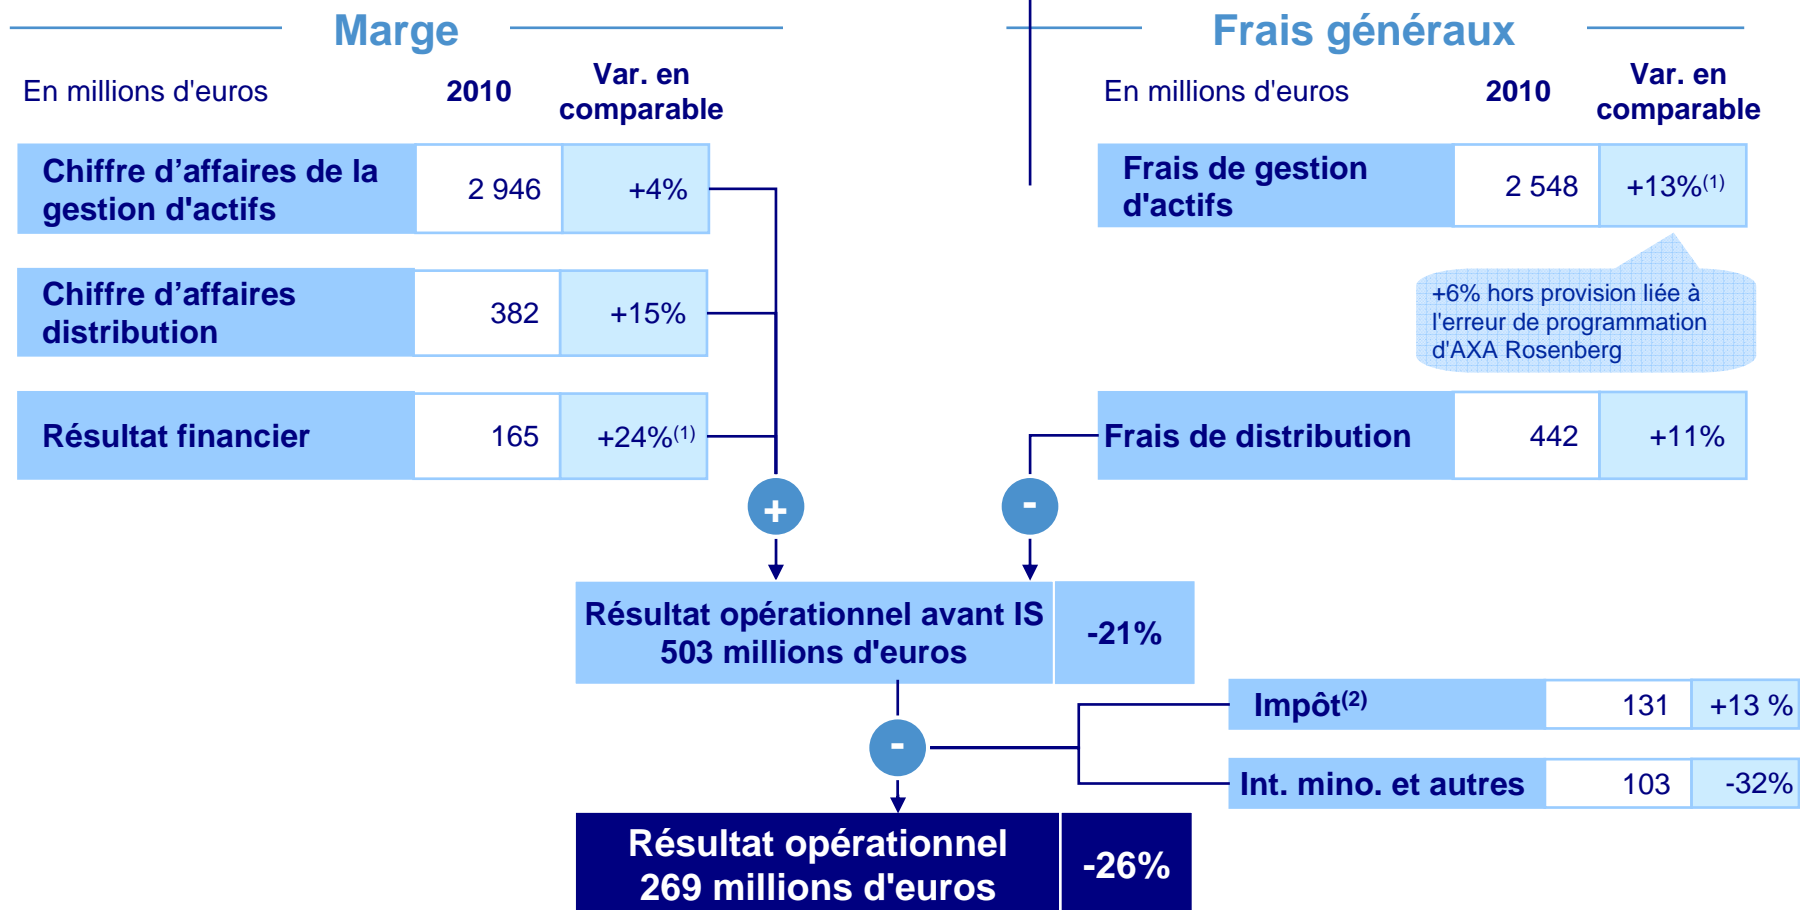 Marge
En millions d'euros 2010 Var. en
comparable
Chiffre d’affaires de la
gestion d'actifs 2 946 +4%
Chiffre d’affaires
distribution 382 +15%
Résultat financier 165 +24%(1)
+
Frais généraux
En millions d'euros 2010 Var. en
comparable
Frais de gestion
d'actifs 2 548 +13%(1)
+6% hors provision liée à
l'erreur de programmation
d'AXA Rosenberg
Frais de distribution 442 +11%
-
Résultat opérationnel avant IS
503 millions d'euros -21%
-
Impôt(2) 131 +13 %
Int. mino. et autres 103 -32%
Résultat opérationnel
269 millions d'euros -26%